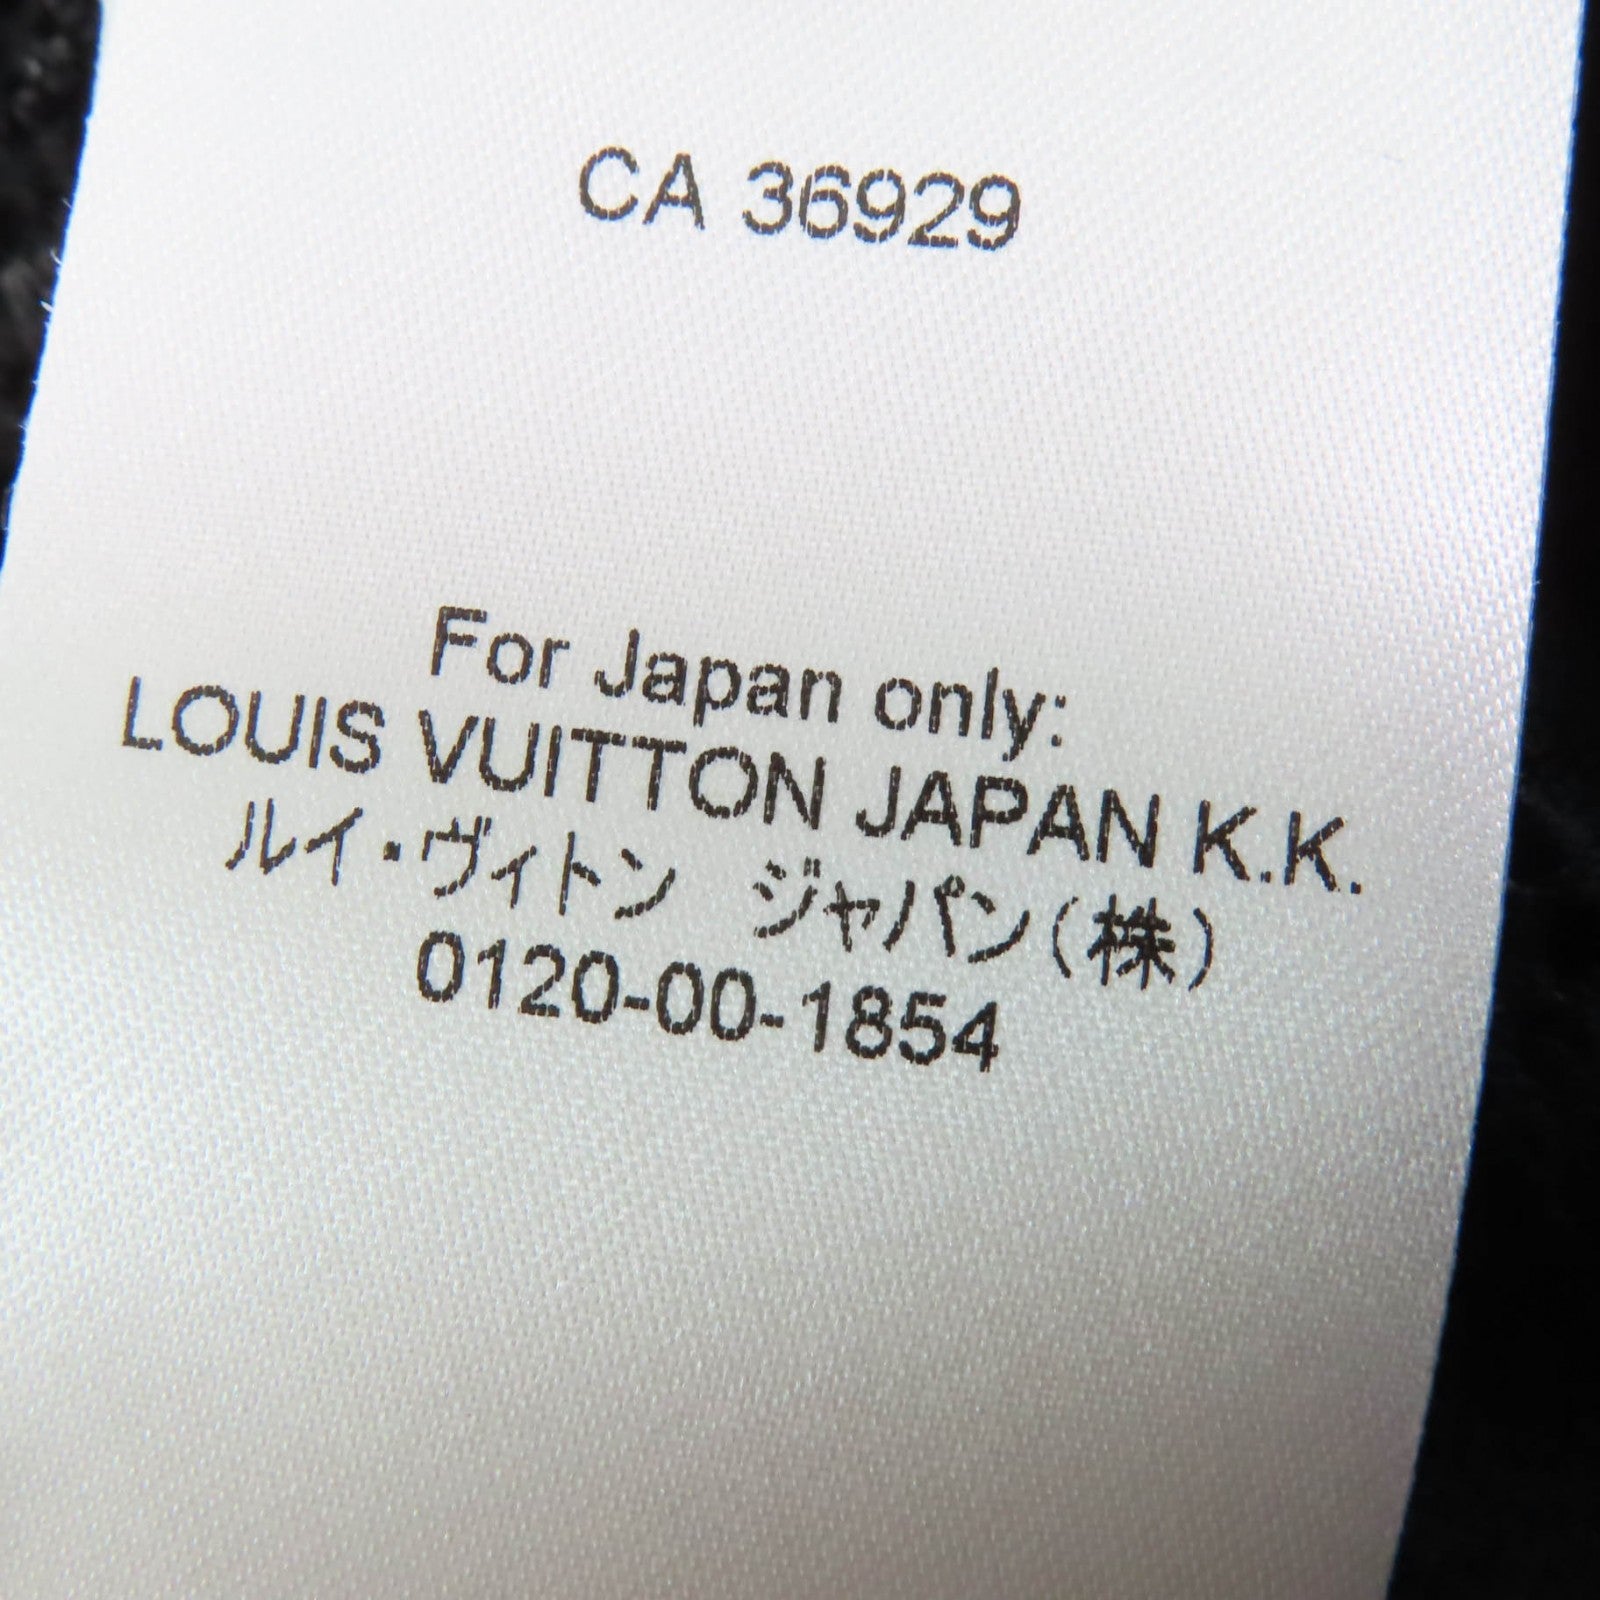 CA 36929
For Japan only:
LOUIS VUITTON JAPAN K.K.
ルイ・ヴィトン　ジャパン(株)
0120-00-1854